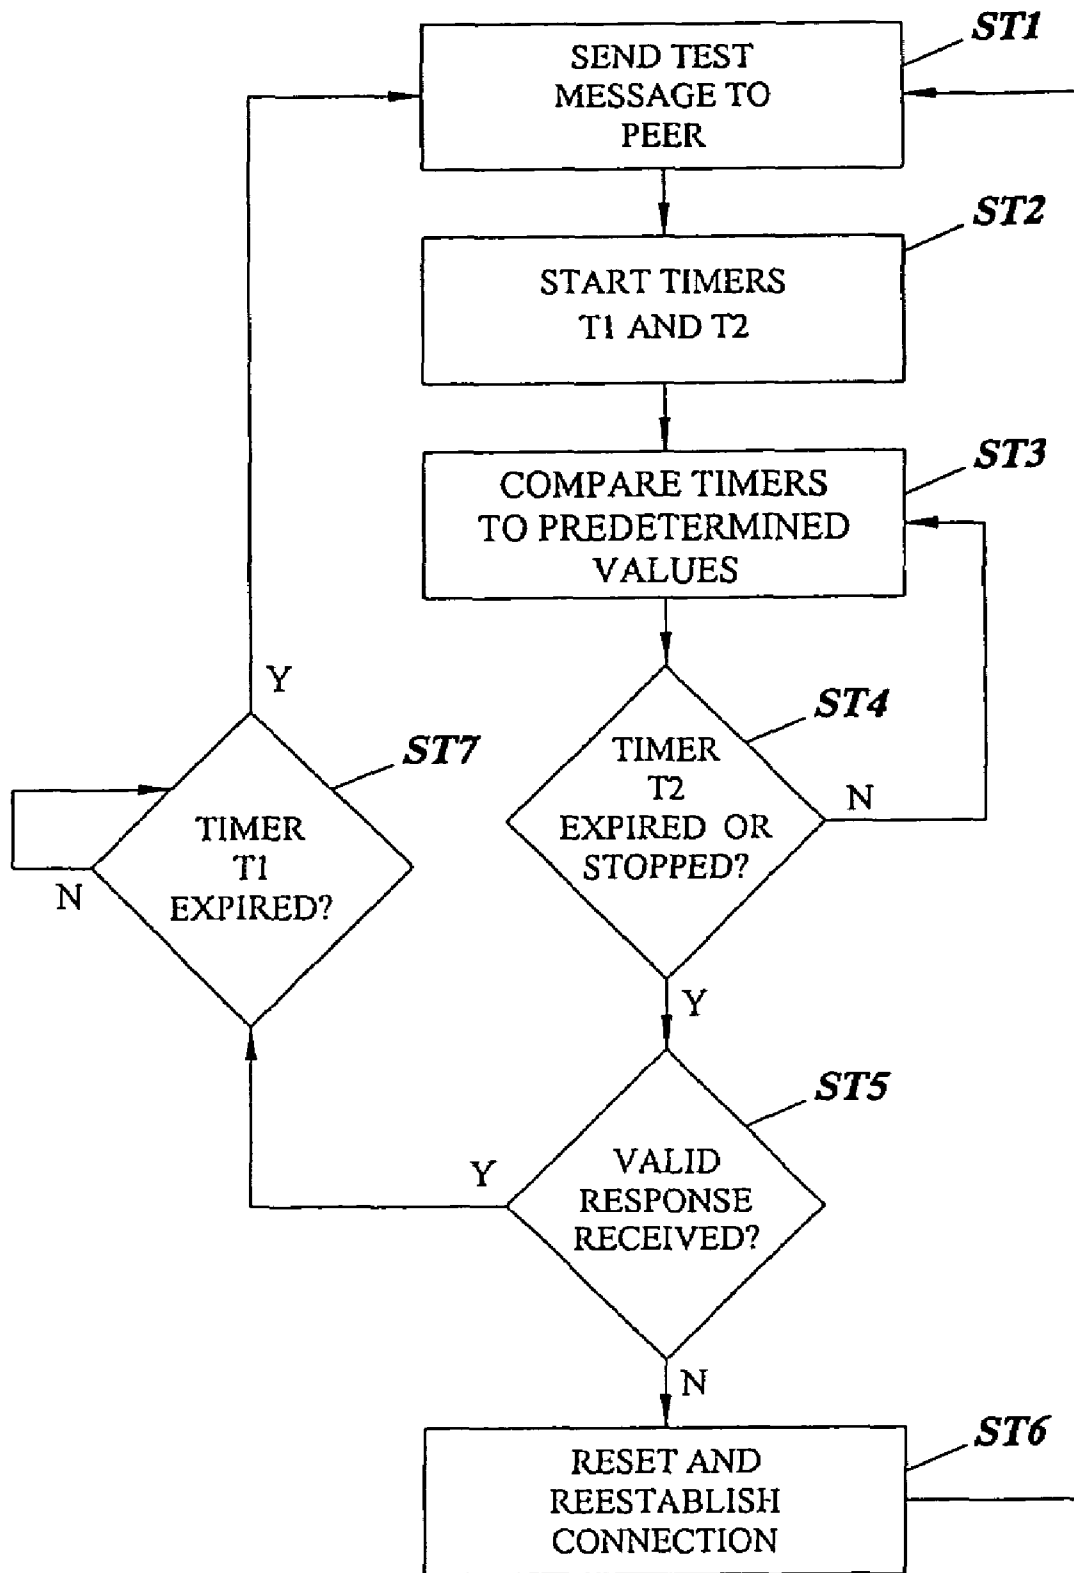 ST1
SEND TEST
MESSAGE TO
PEER
ST2
START TIMERS
T1 AND T2
ST3
COMPARE TIMERS
TO PREDETERMINED
VALUES
ST4
TIMER
T2
EXPIRED OR
STOPPED?
N
Y
ST7
TIMER
T1
EXPIRED?
Y
N
ST5
VALID
RESPONSE
RECEIVED?
Y
N
ST6
RESET AND
REESTABLISH
CONNECTION